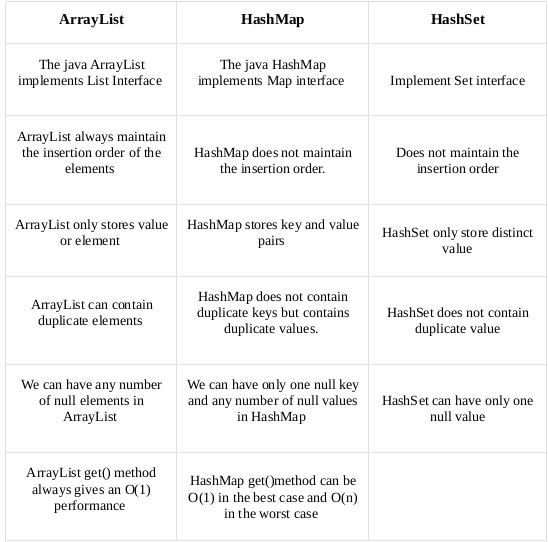 ArrayList
HashMap
HashSet
The java ArrayList
implements List Interface
The java HashMap
implements Map interface
Implement Set interface
ArrayList always maintain
the insertion order of the
elements
HashMap does not maintain
the insertion order.
Does not maintain the
insertion order
ArrayList only stores value
or element
HashMap stores key and value
pairs
HashSet only store distinct
value
ArrayList can contain
duplicate elements
HashMap does not contain
duplicate keys but contains
duplicate values.
HashSet does not contain
duplicate value
We can have any number
of null elements in
ArrayList
We can have only one null key
and any number of null values
in HashMap
HashSet can have only one
null value
ArrayList get() method
always gives an O(1)
performance
HashMap get()method can be
O(1) in the best case and O(n)
in the worst case